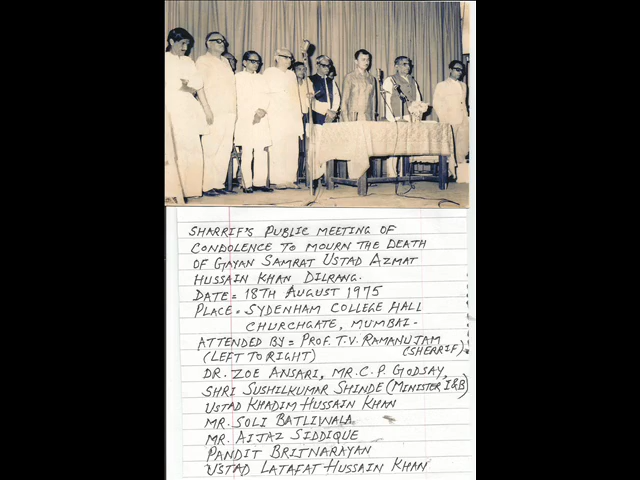 SHARRIF'S PUBLIC MEETING OF
CONDOLENCE TO MOURN THE DEATH
OF GAYAN SAMRAT USTAD AZMAT
HUSSAIN KHAN DILRANG.
DATE = 18TH AUGUST 1975
PLACE = SYDENHAM COLLEGE HALL
CHURCHGATE, MUMBAI -
ATTENDED BY = PROF. T.V. RAMANUJAM
(LEFT TO RIGHT) (SHERRIF) =
DR. ZOE ANSARI, MR. C.P. GODSAY,
SHRI SUSHILKUMAR SHINDE (MINISTER I&B)
USTAD KHADIM HUSSAIN KHAN
MR. SOLI BATLIWALA
MR. AIJAZ SIDDIQUE
PANDIT BRIJNARAYAN
USTAD LATAFAT HUSSAIN KHAN